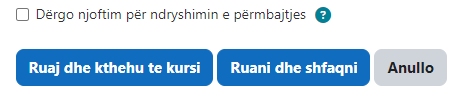 Dërgo njoftim për ndryshimin e përmbajtjes ?
Ruaj dhe kthehu te kursi Ruani dhe shfaqni Anullo